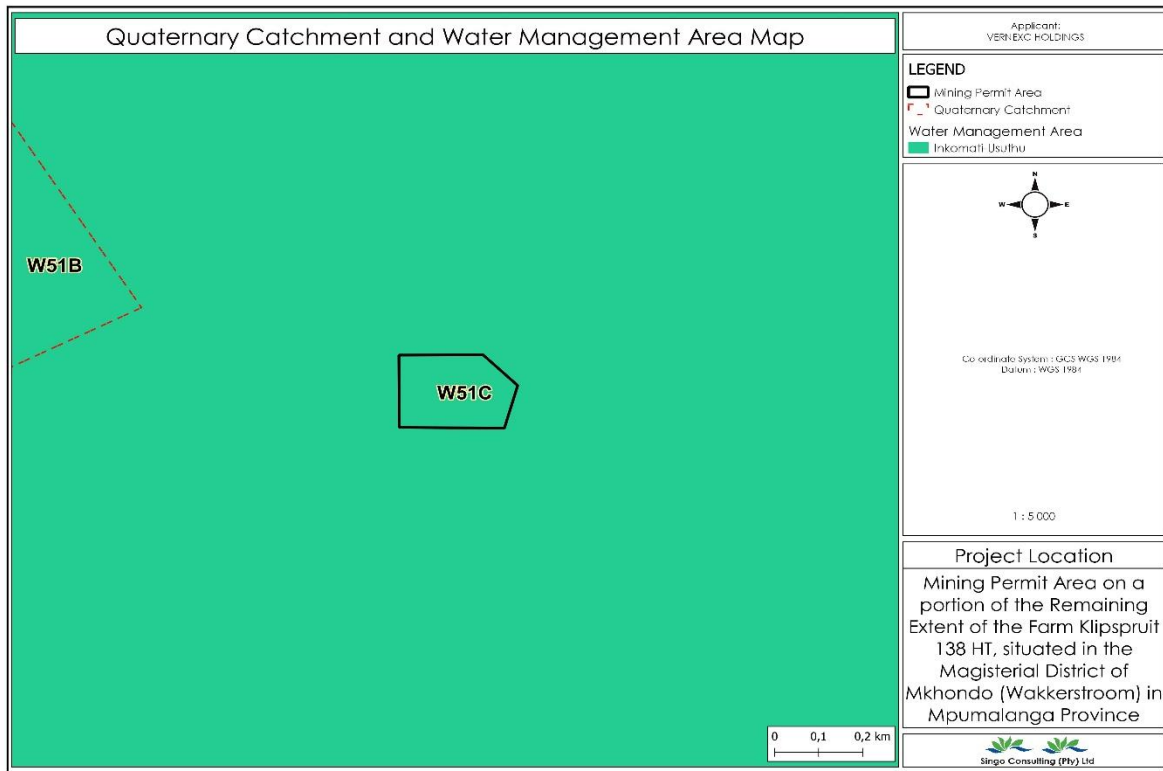 Quaternary Catchment and Water Management Area Map
W51B
W51C
0 0,1 0,2 km
Applicant:
VERNEXC HOLDINGS
LEGEND
Mining Permit Area
Quaternary Catchment
Water Management Area
Inkomati-Usuthu
N
W E
S
Co-ordinate System : GCS WGS 1984
Datum : WGS 1984
1 : 5 000
Project Location
Mining Permit Area on a
portion of the Remaining
Extent of the Farm Klipspruit
138 HT, situated in the
Magisterial District of
Mkhondo (Wakkerstroom) in
Mpumalanga Province
Singo Consulting (Pty) Ltd